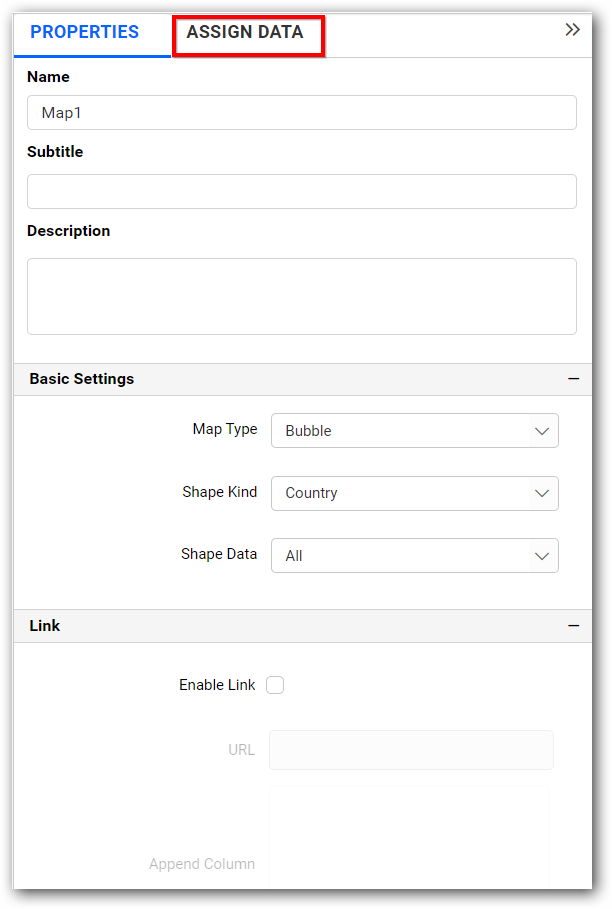 PROPERTIES ASSIGN DATA
Name
Map1
Subtitle
Description
Basic Settings
Map Type Bubble
Shape Kind Country
Shape Data All
Link
Enable Link
URL
Append Column